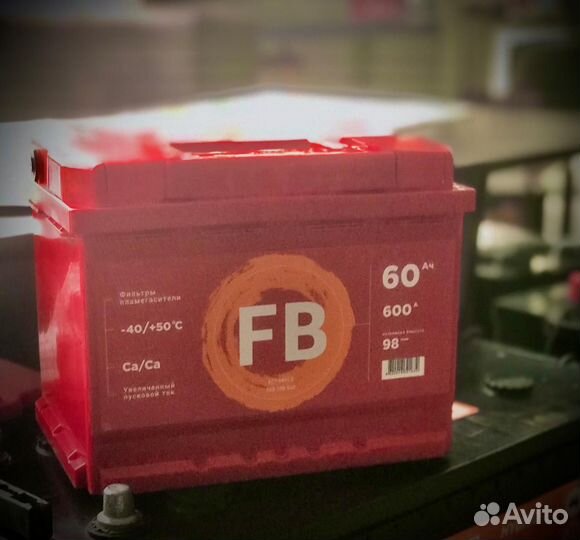 Фильтры
пламегасители
-40/+50°C
Ca/Ca
Увеличенный
пусковой ток
FB
60 Ач
600 А
98
Avito